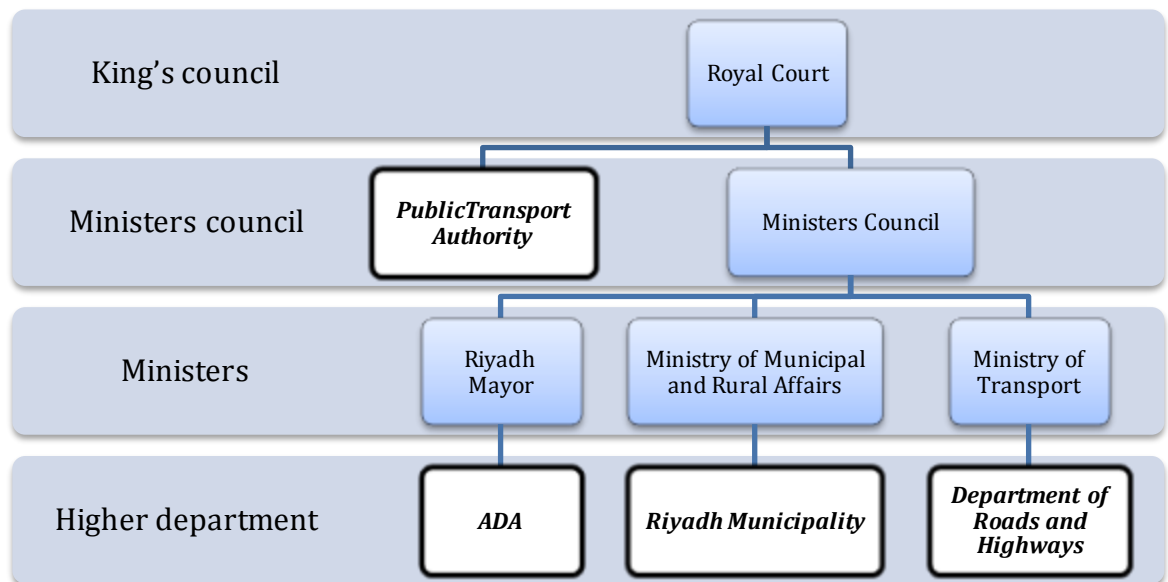 King’s council
Royal Court
Ministers council
PublicTransport
Authority
Ministers Council
Ministers
Riyadh
Mayor
Ministry of Municipal
and Rural Affairs
Ministry of
Transport
Higher department
ADA
Riyadh Municipality
Department of
Roads and
Highways